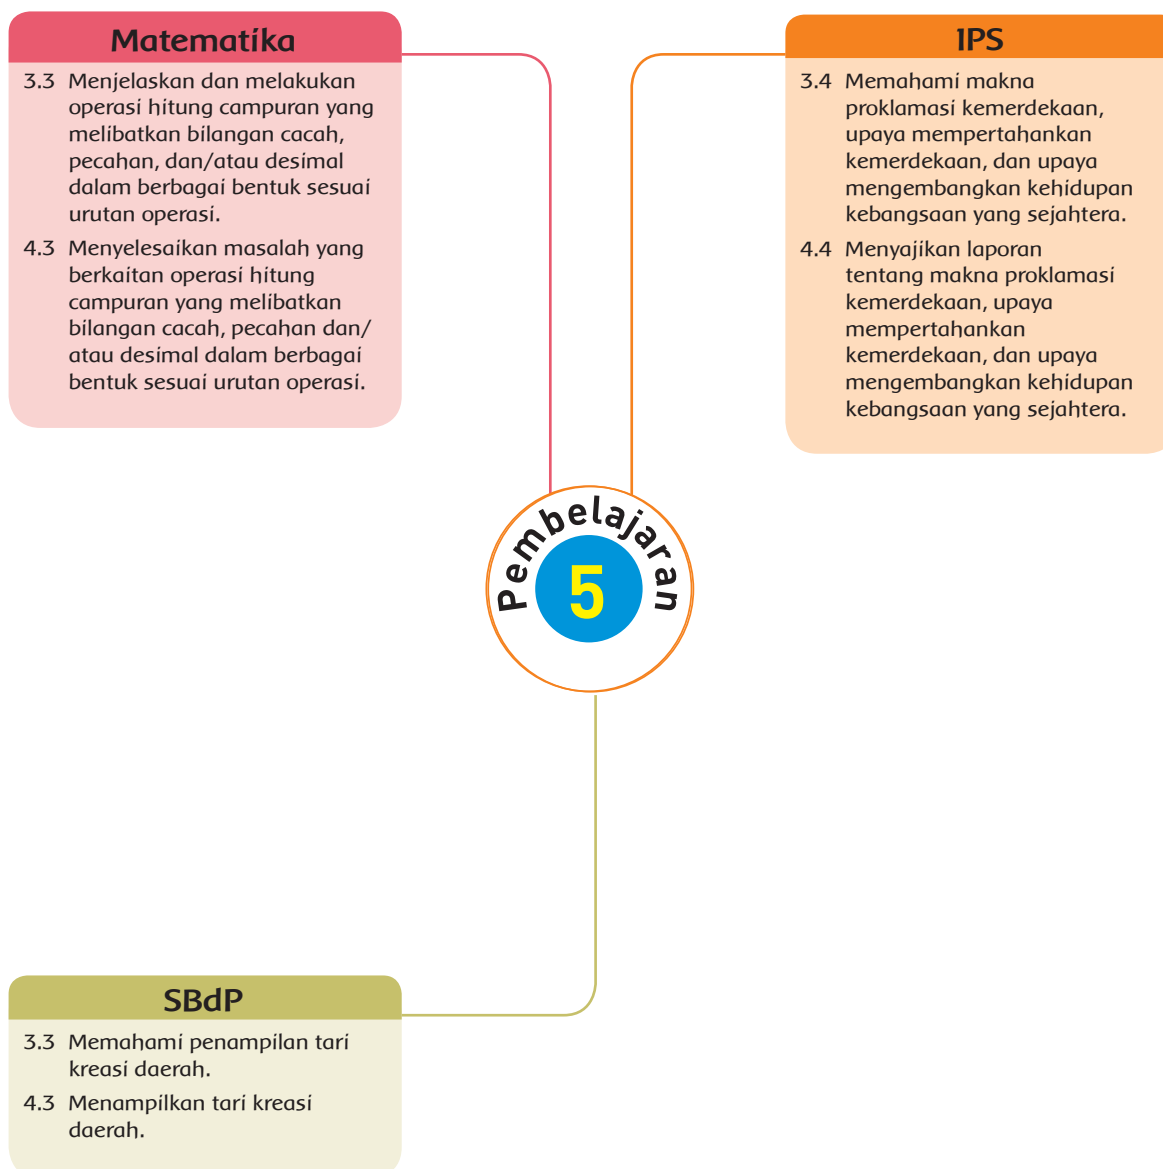 Matematika
3.3 Menjelaskan dan melakukan
operasi hitung campuran yang
melibatkan bilangan cacah,
pecahan, dan/atau desimal
dalam berbagai bentuk sesuai
urutan operasi.
4.3 Menyelesaikan masalah yang
berkaitan operasi hitung
campuran yang melibatkan
bilangan cacah, pecahan dan/
atau desimal dalam berbagai
bentuk sesuai urutan operasi.
IPS
3.4 Memahami makna
proklamasi kemerdekaan,
upaya mempertahankan
kemerdekaan, dan upaya
mengembangkan kehidupan
kebangsaan yang sejahtera.
4.4 Menyajikan laporan
tentang makna proklamasi
kemerdekaan, upaya
mempertahankan
kemerdekaan, dan upaya
mengembangkan kehidupan
kebangsaan yang sejahtera.
Pembelajaran
5
SBdP
3.3 Memahami penampilan tari
kreasi daerah.
4.3 Menampilkan tari kreasi
daerah.